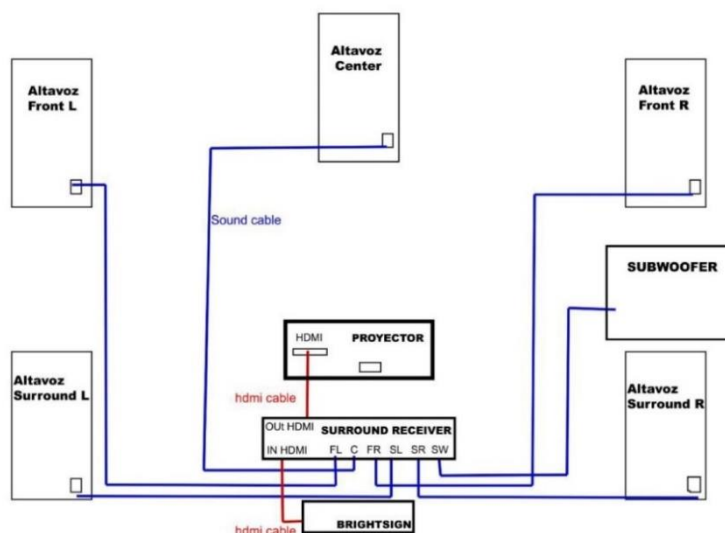 Altavoz
Center
Altavoz
Front L
Altavoz
Front R
Sound cable
SUBWOOFER
HDMI
PROYECTOR
Altavoz
Surround L
Altavoz
Surround R
hdmi cable
OUt HDMI
SURROUND RECEIVER
IN HDMI
FL C FR SL SR SW
BRIGHTSIGN
hdmi cable